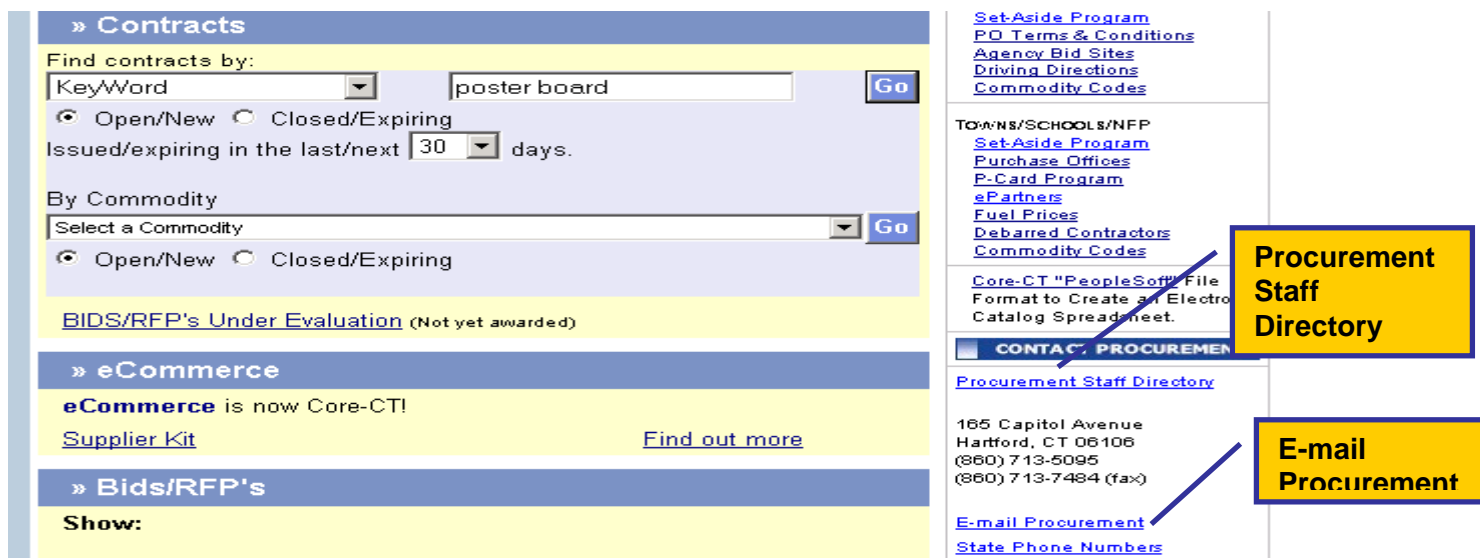 » Contracts
Find contracts by:
KeyWord poster board Go
Open/New Closed/Expiring
Issued/expiring in the last/next 30 days.
By Commodity
Select a Commodity Go
Open/New Closed/Expiring
BIDS/RFP's Under Evaluation (Not yet awarded)
» eCommerce
eCommerce is now Core-CT!
Supplier Kit Find out more
» Bids/RFP's
Show:
Set-Aside Program
PO Terms & Conditions
Agency Bid Sites
Driving Directions
Commodity Codes
TOWNS/SCHOOLS/NFP
Set-Aside Program
Purchase Offices
P-Card Program
ePartners
Fuel Prices
Debarred Contractors
Commodity Codes
Core-CT "PeopleSoft" File
Format to Create an Electro
Catalog Spreadsheet.
CONTACT PROCUREMEN
Procurement Staff Directory
165 Capitol Avenue
Hartford, CT 06106
(860) 713-5095
(860) 713-7484 (fax)
E-mail Procurement
State Phone Numbers
Procurement
Staff
Directory
E-mail
Procurement